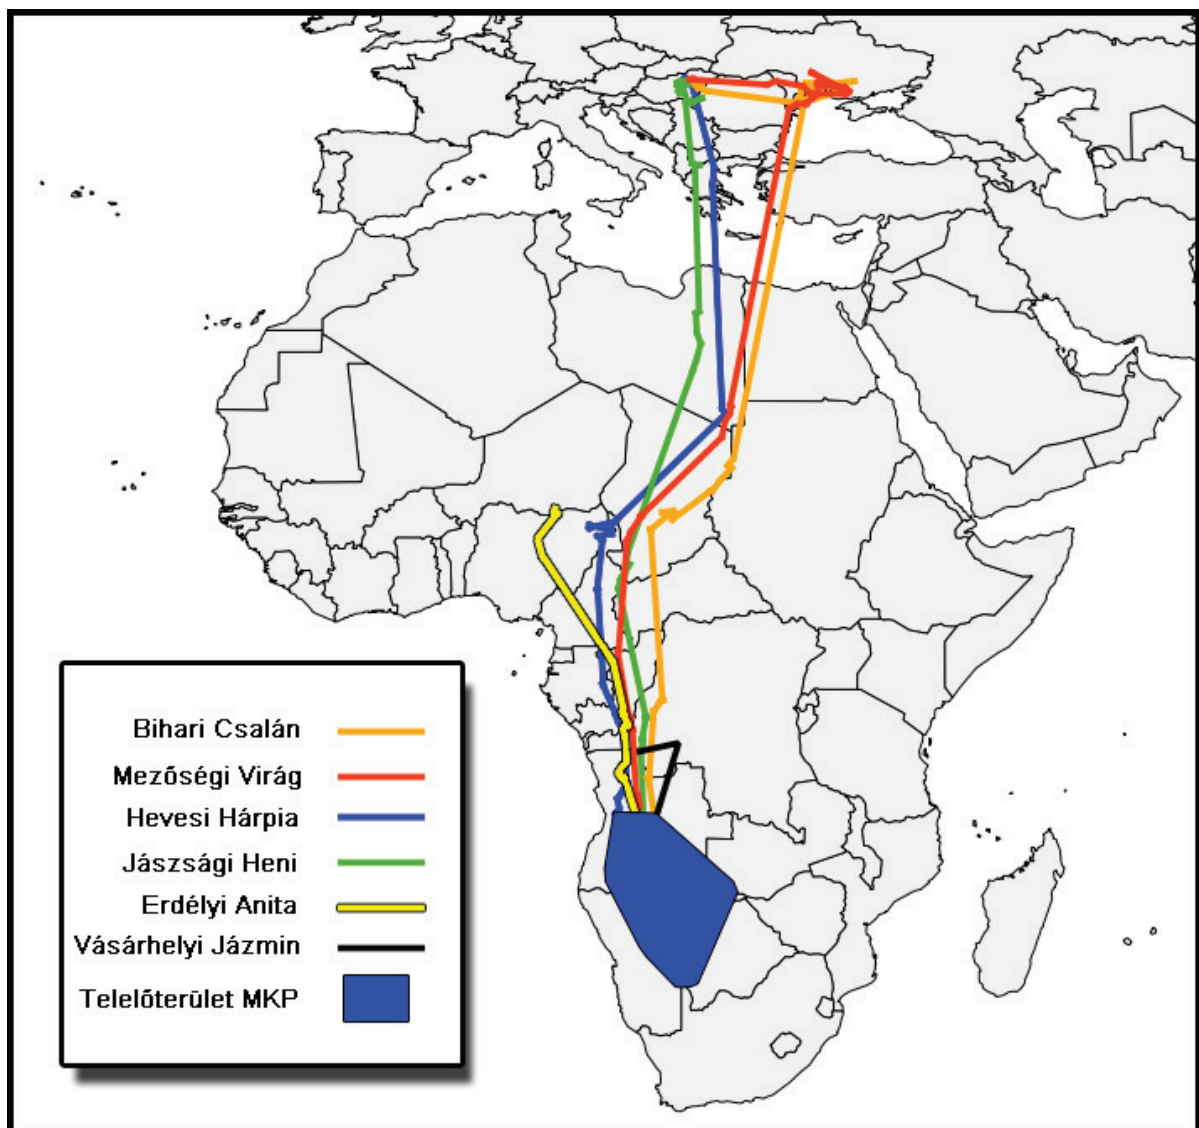 Bihari Csalán
Mezőségi Virág
Hevesi Hárpia
Jászsági Heni
Erdélyi Anita
Vásárhelyi Jázmin
Telelőterület MKP